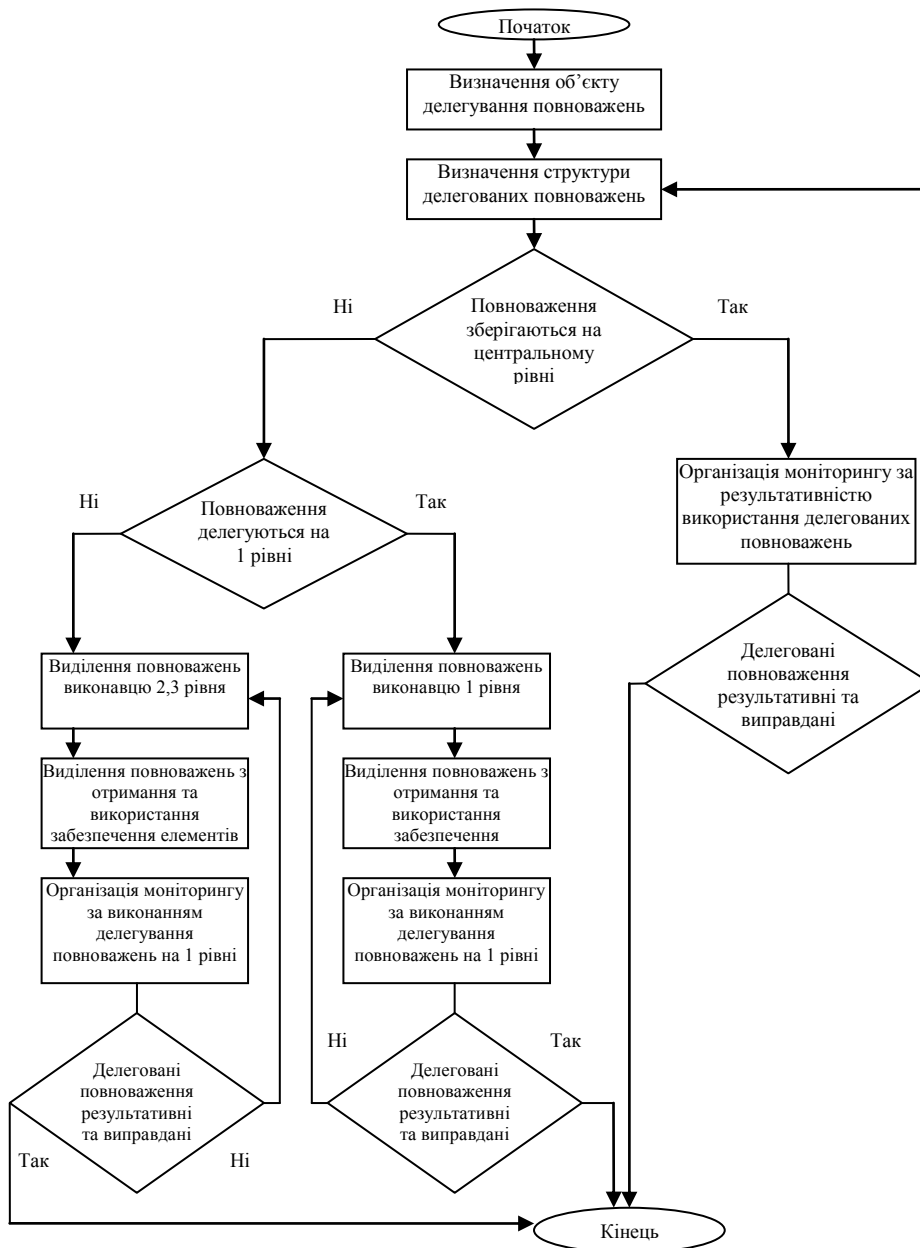 Початок
Визначення об’єкту
делегування повноважень
Визначення структури
делегованих повноважень
Ні
Повноваження
зберігаються на
центральному
рівні
Так
Ні
Повноваження
делегуються на
1 рівні
Так
Організація моніторингу за
результативністю
використання делегованих
повноважень
Виділення повноважень
виконавцю 2,3 рівня
Виділення повноважень
виконавцю 1 рівня
Делеговані
повноваження
результативні та
виправдані
Виділення повноважень з
отримання та
використання
забезпечення елементів
Виділення повноважень з
отримання та
використання
забезпечення
Організація моніторингу
за виконанням
делегування
повноважень на 1 рівні
Організація моніторингу
за виконанням
делегування
повноважень на 1 рівні
Делеговані
повноваження
результативні
та виправдані
Так
Ні
Ні
Делеговані
повноваження
результативні
та виправдані
Так
Кінець